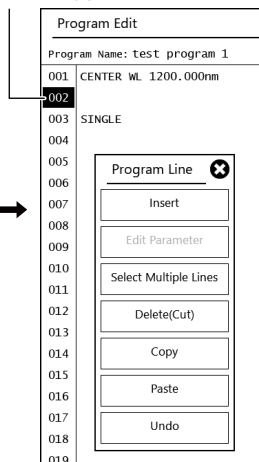 Program Edit
Program Name: test program 1
001 CENTER WL 1200.000nm
002
003 SINGLE
004
005
006
007
008
009
010
011
012
013
014
015
016
017
018
019
Program Line
Insert
Edit Parameter
Select Multiple Lines
Delete(Cut)
Copy
Paste
Undo